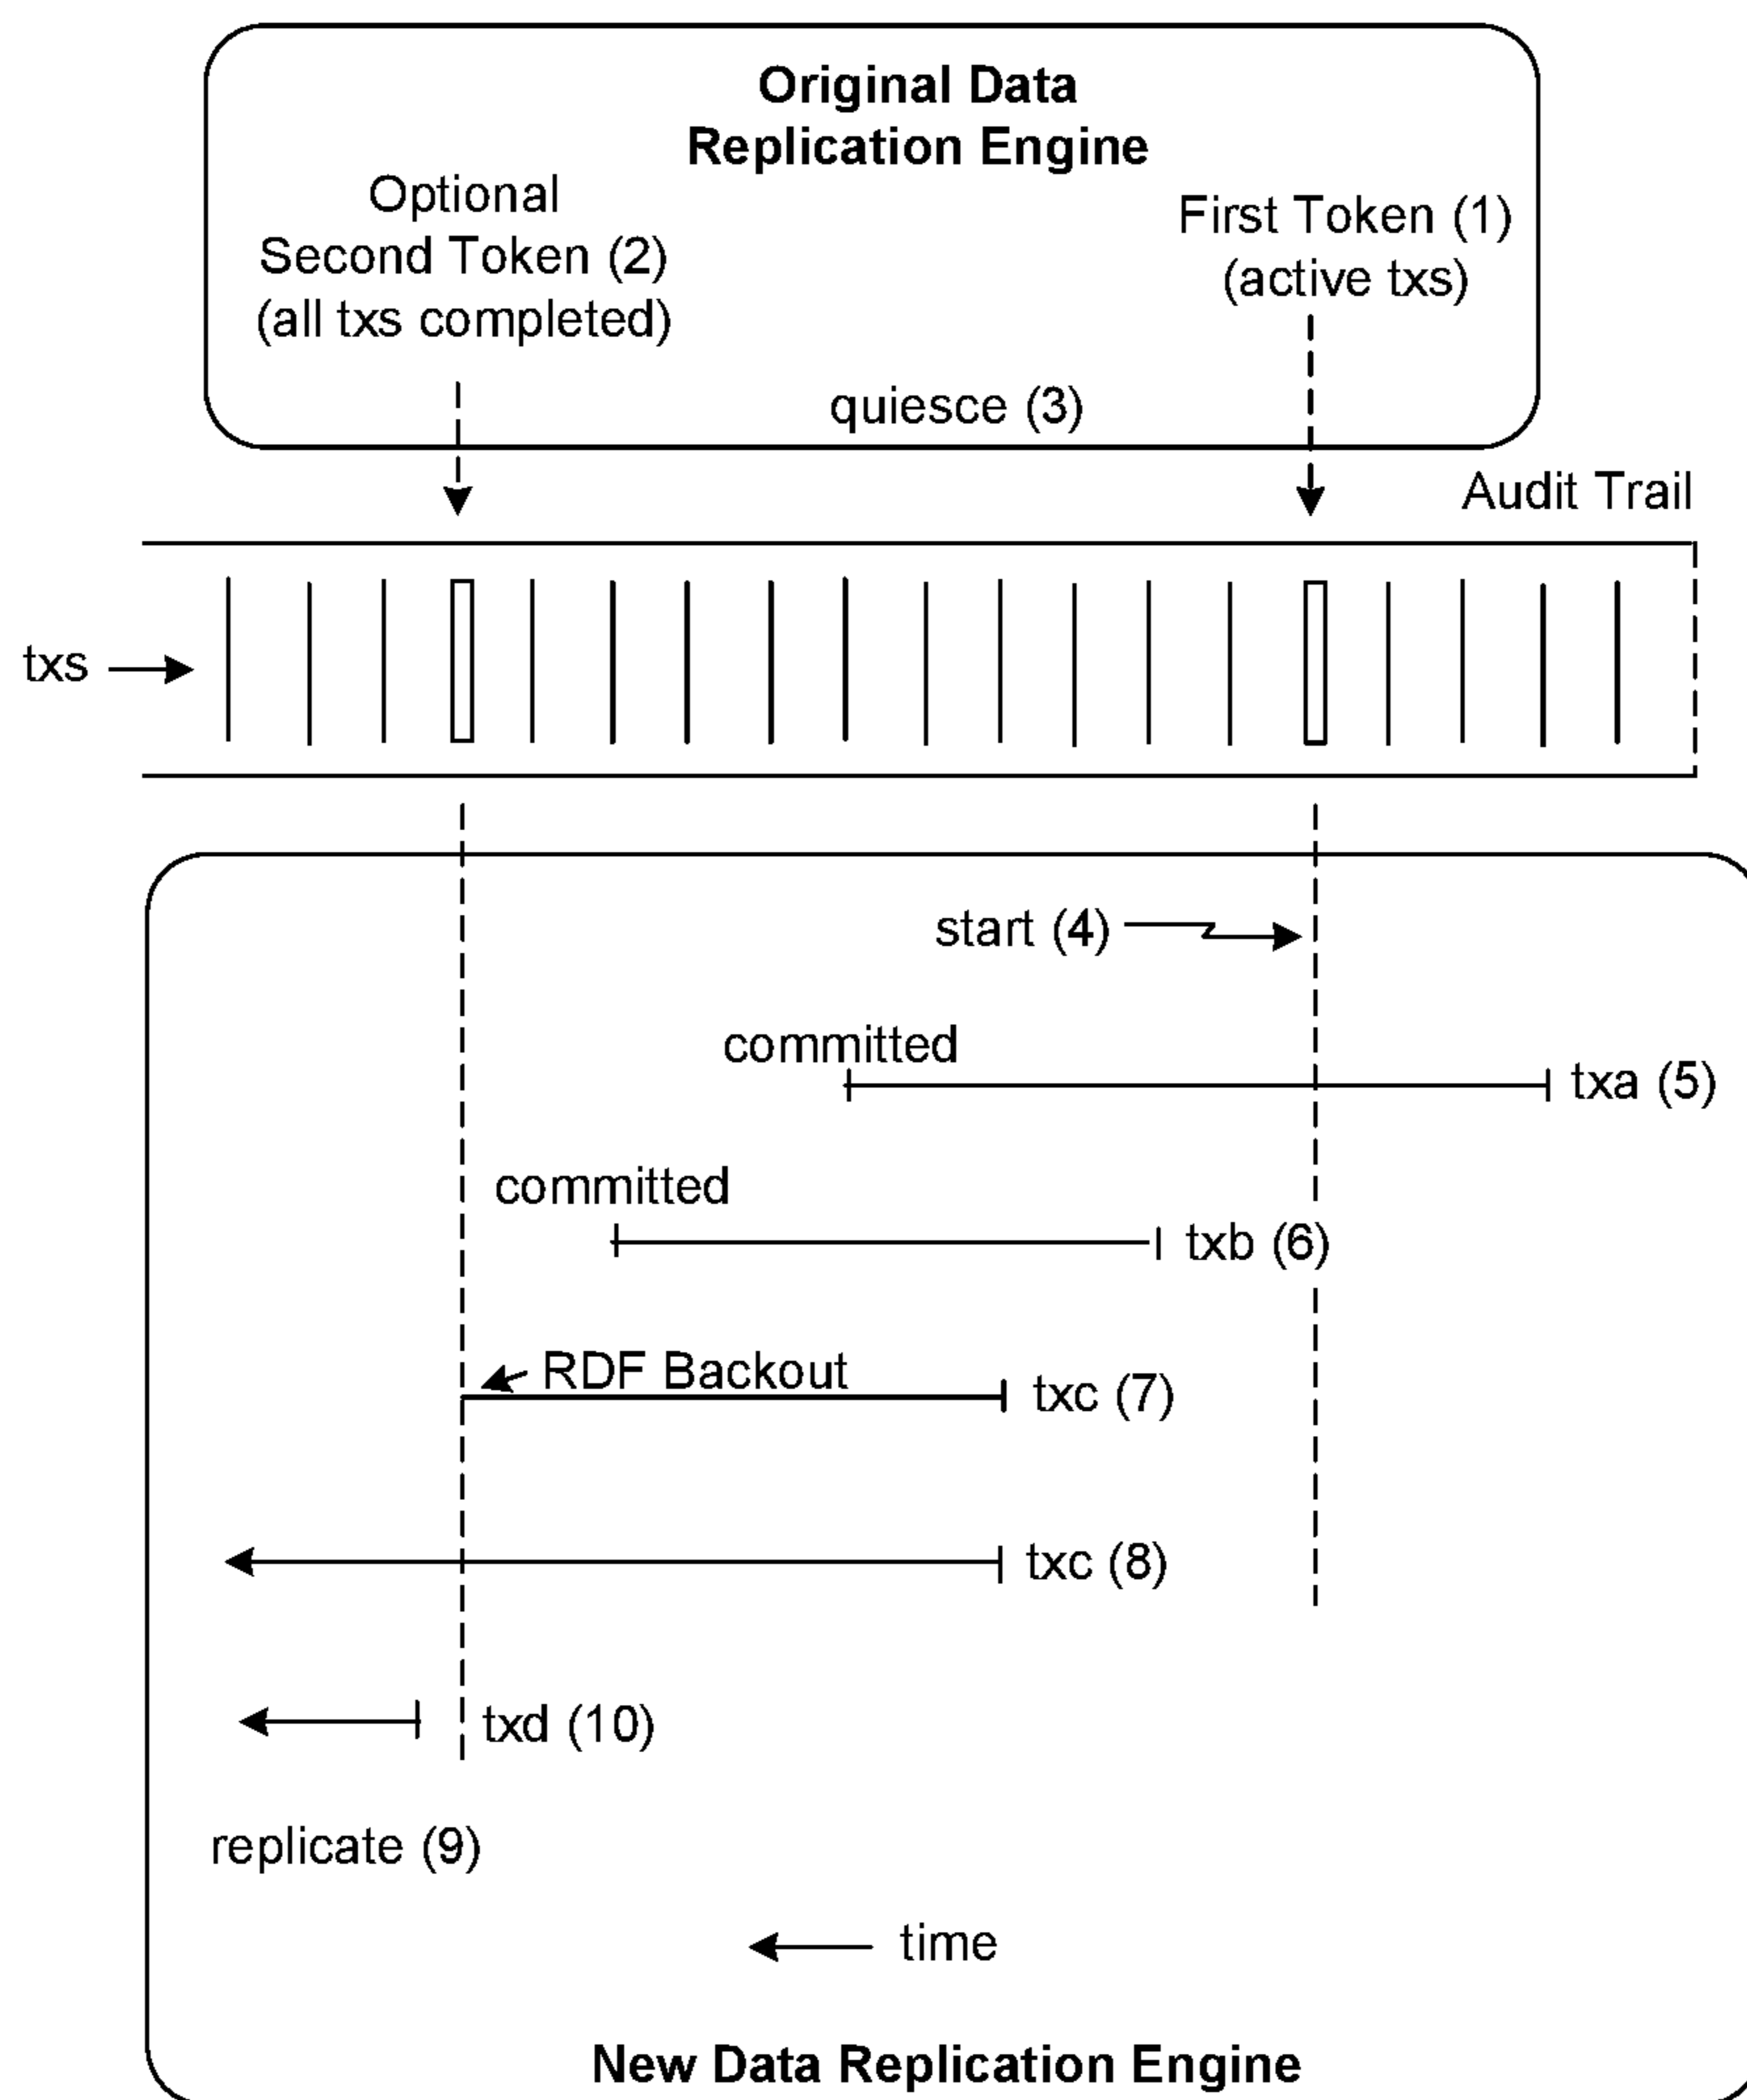 Original Data
Replication Engine
Optional
Second Token (2)
(all txs completed)
First Token (1)
(active txs)
quiesce (3)
Audit Trail
txs
start (4)
committed
txa (5)
committed
txb (6)
RDF Backout
txc (7)
txc (8)
txd (10)
replicate (9)
time
New Data Replication Engine